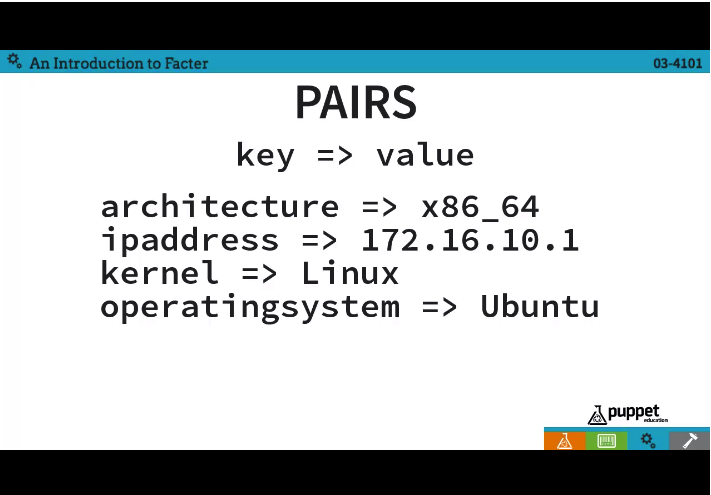 An Introduction to Facter 03-4101
PAIRS
key => value
architecture => x86_64
ipaddress => 172.16.10.1
kernel => Linux
operatingsystem => Ubuntu
puppet
education